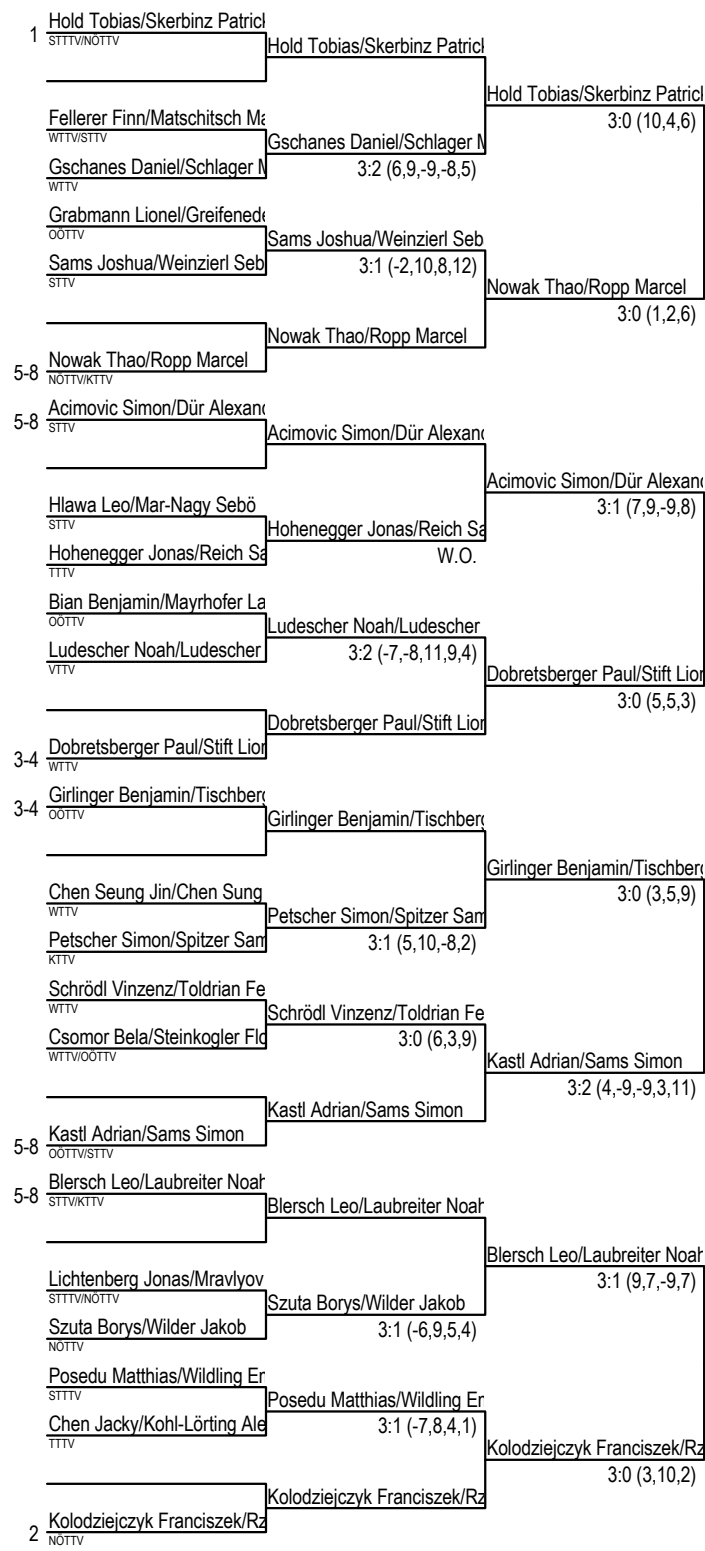 1 Hold Tobias/Skerbinz Patrick
STTTV/NÖTTV
Hold Tobias/Skerbinz Patrick
Hold Tobias/Skerbinz Patrick
3:0 (10,4,6)
Fellerer Finn/Matschitsch Ma
WTTV/STTV
Gschanes Daniel/Schlager M
3:2 (6,9,-9,-8,5)
Gschanes Daniel/Schlager M
WTTV
Grabmann Lionel/Greifenede
OÖTTV
Sams Joshua/Weinzierl Seb
3:1 (-2,10,8,12)
Sams Joshua/Weinzierl Seb
STTV
Nowak Thao/Ropp Marcel
3:0 (1,2,6)
Nowak Thao/Ropp Marcel
5-8 Nowak Thao/Ropp Marcel
NÖTTV/KTTV
5-8 Acimovic Simon/Dür Alexand
STTV
Acimovic Simon/Dür Alexand
Acimovic Simon/Dür Alexand
3:1 (7,9,-9,8)
Hlawa Leo/Mar-Nagy Sebö
STTV
Hohenegger Jonas/Reich Sa
W.O.
Hohenegger Jonas/Reich Sa
TTTV
Bian Benjamin/Mayrhofer La
OÖTTV
Ludescher Noah/Ludescher
3:2 (-7,-8,11,9,4)
Ludescher Noah/Ludescher
VTTV
Dobretsberger Paul/Stift Lion
3:0 (5,5,3)
Dobretsberger Paul/Stift Lion
3-4 Dobretsberger Paul/Stift Lion
WTTV
3-4 Girlinger Benjamin/Tischberg
OÖTTV
Girlinger Benjamin/Tischberg
Girlinger Benjamin/Tischberg
3:0 (3,5,9)
Chen Seung Jin/Chen Sung
WTTV
Petscher Simon/Spitzer Sam
3:1 (5,10,-8,2)
Petscher Simon/Spitzer Sam
KTTV
Schrödl Vinzenz/Toldrian Fe
WTTV
Schrödl Vinzenz/Toldrian Fe
3:0 (6,3,9)
Csomor Bela/Steinkogler Flo
WTTV/OÖTTV
Kastl Adrian/Sams Simon
3:2 (4,-9,-9,3,11)
Kastl Adrian/Sams Simon
5-8 Kastl Adrian/Sams Simon
OÖTTV/STTV
5-8 Blersch Leo/Laubreiter Noah
STTV/KTTV
Blersch Leo/Laubreiter Noah
Blersch Leo/Laubreiter Noah
3:1 (9,7,-9,7)
Lichtenberg Jonas/Mravlyov
STTTV/NÖTTV
Szuta Borys/Wilder Jakob
3:1 (-6,9,5,4)
Szuta Borys/Wilder Jakob
NÖTTV
Posedu Matthias/Wildling Er
STTTV
Posedu Matthias/Wildling Er
3:1 (-7,8,4,1)
Chen Jacky/Kohl-Lörting Ale
TTTV
Kolodziejczyk Franciszek/Rz
3:0 (3,10,2)
Kolodziejczyk Franciszek/Rz
2 Kolodziejczyk Franciszek/Rz
NÖTTV